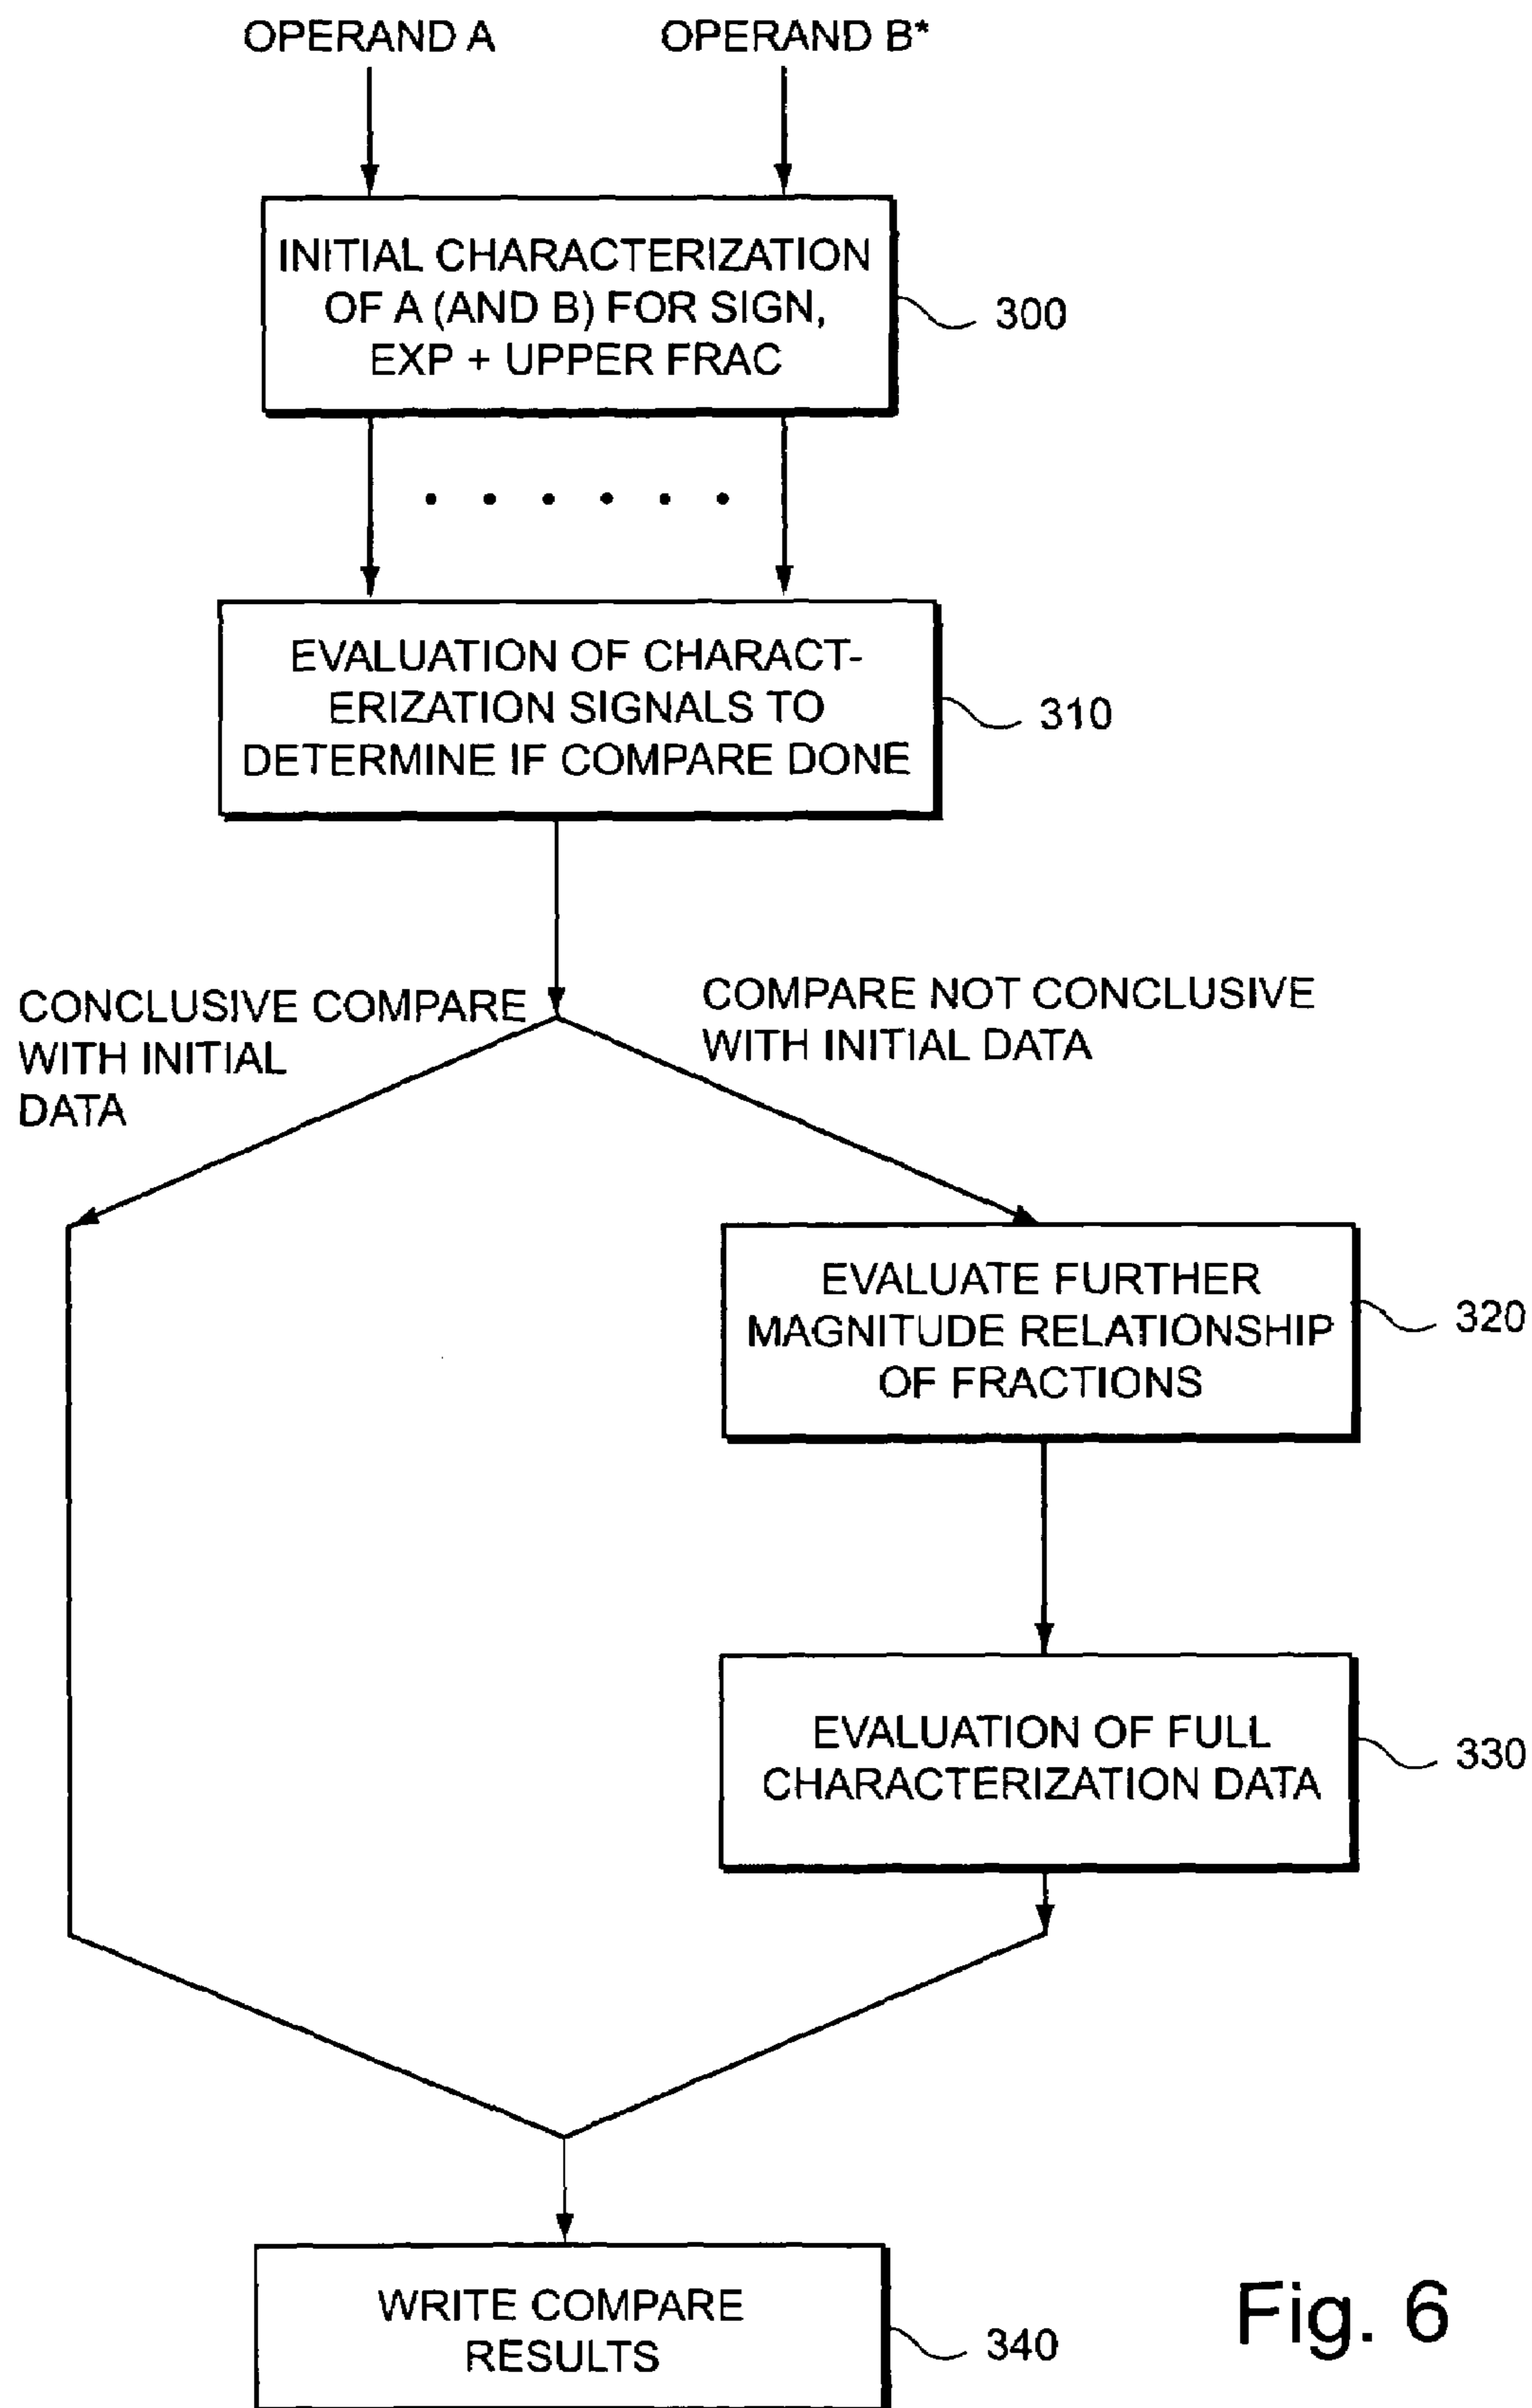 OPERAND A
OPERAND B*
INITIAL CHARACTERIZATION
OF A (AND B) FOR SIGN,
EXP + UPPER FRAC
300
EVALUATION OF CHARACT-
ERIZATION SIGNALS TO
DETERMINE IF COMPARE DONE
310
CONCLUSIVE COMPARE
WITH INITIAL
DATA
COMPARE NOT CONCLUSIVE
WITH INITIAL DATA
EVALUATE FURTHER
MAGNITUDE RELATIONSHIP
OF FRACTIONS
320
EVALUATION OF FULL
CHARACTERIZATION DATA
330
WRITE COMPARE
RESULTS
340
Fig. 6